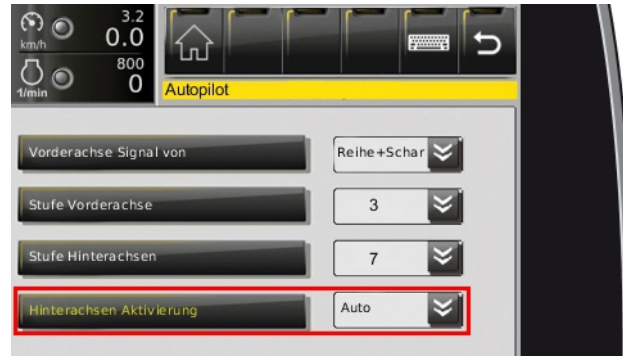 3.2
km/h 0.0
800
1/min 0
Autopilot
Vorderachse Signal von Reihe+Schar
Stufe Vorderachse 3
Stufe Hinterachsen 7
Hinterachsen Aktivierung Auto